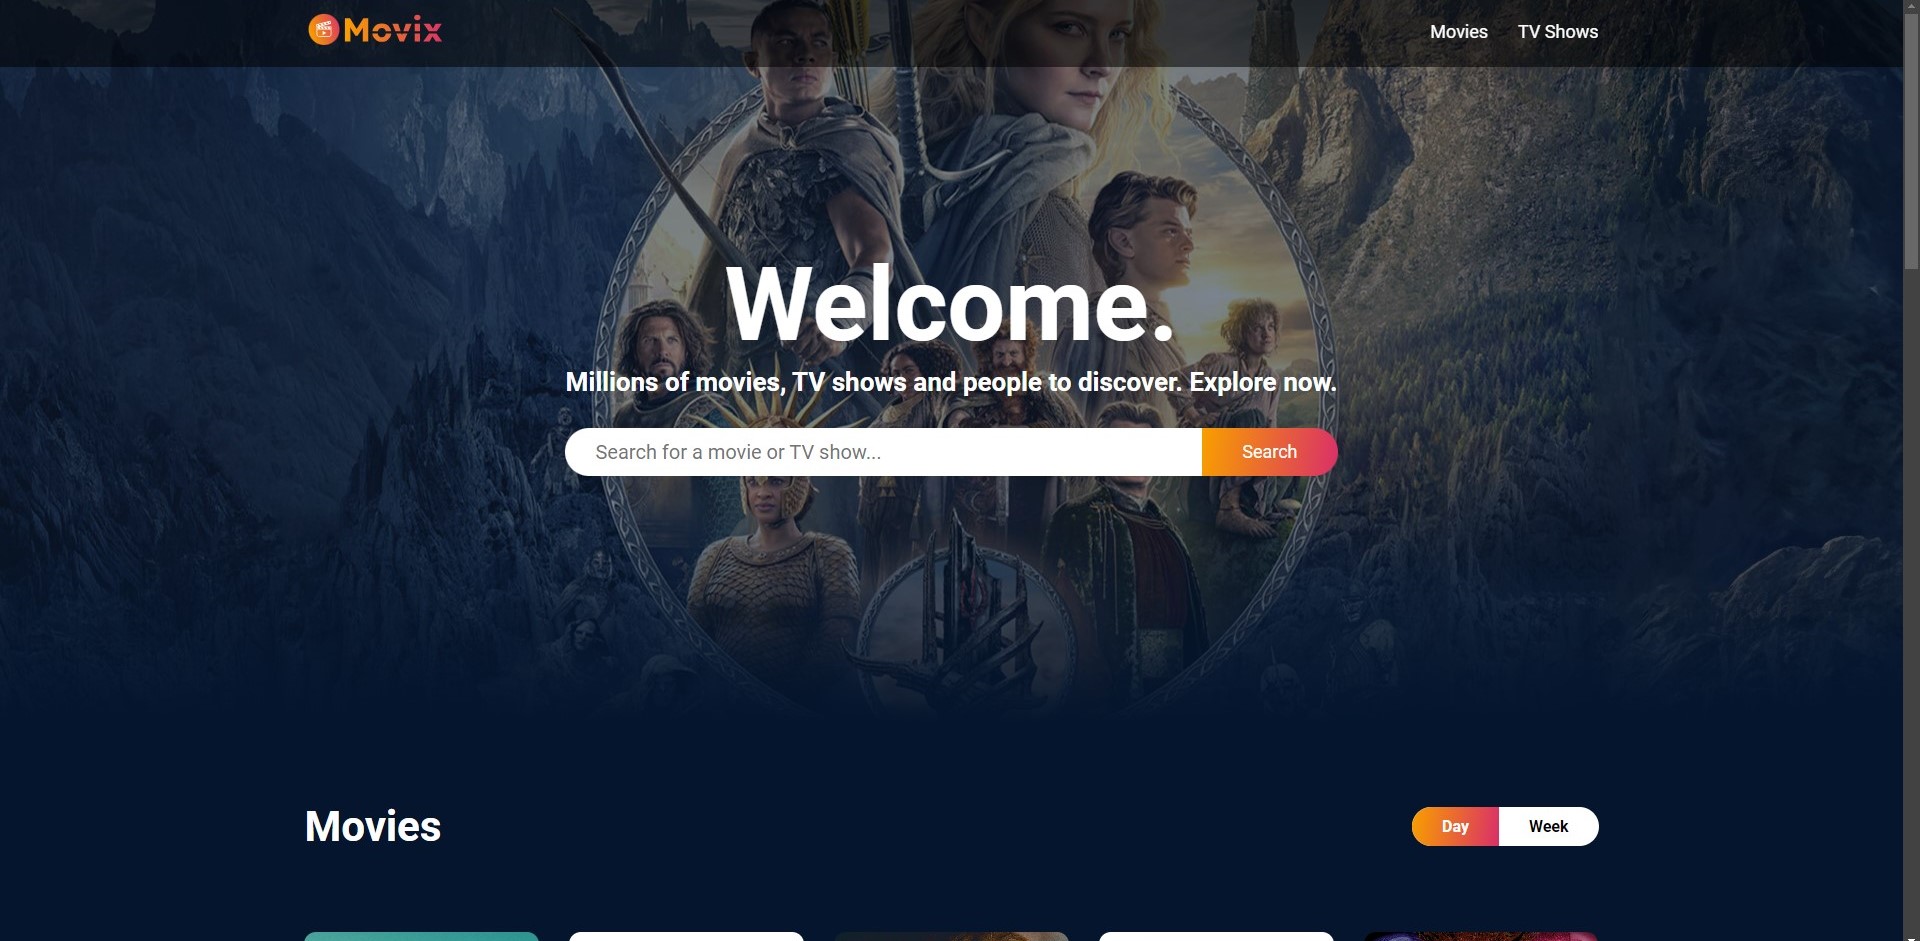 Movix
Movies
TV Shows
Welcome.
Millions of movies, TV shows and people to discover. Explore now.
Search for a movie or TV show...
Search
Movies
Day
Week